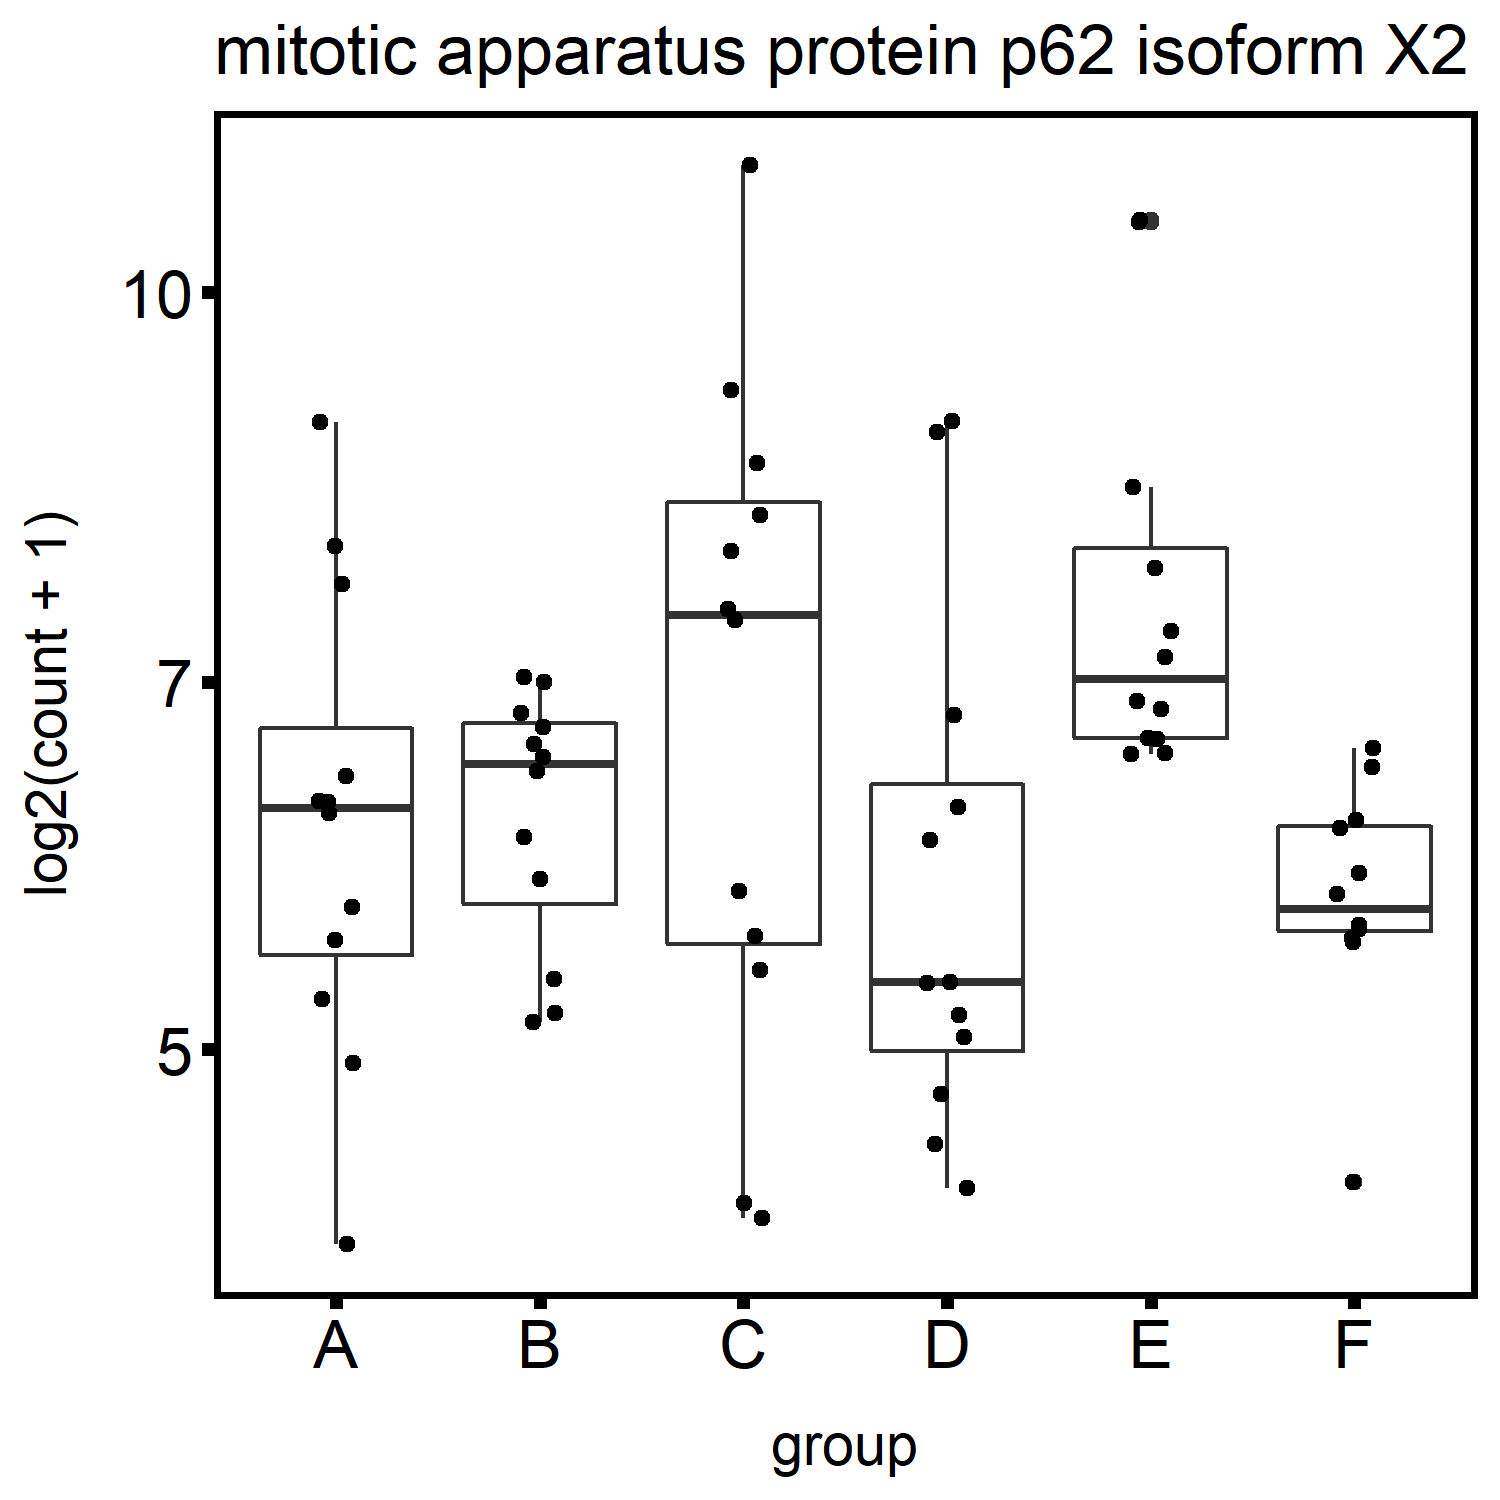 mitotic apparatus protein p62 isoform X2
log2(count + 1)
10
7
5
A B C D E F
group